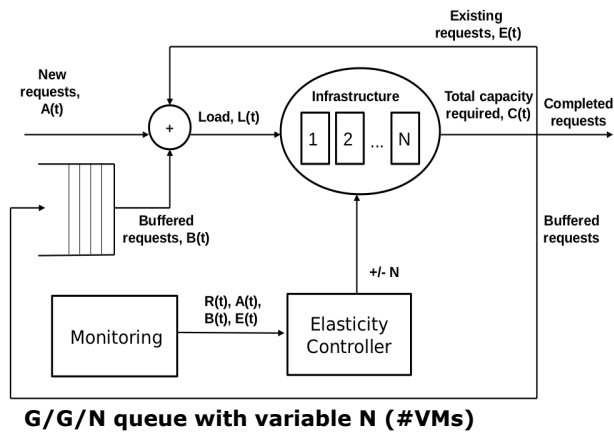 Existing
requests, E(t)
New
requests,
A(t)
+
Load, L(t)
Infrastructure
1 2 ... N
Total capacity
required, C(t)
Completed
requests
Buffered
requests, B(t)
Buffered
requests
+/- N
R(t), A(t),
B(t), E(t)
Monitoring
Elasticity
Controller
G/G/N queue with variable N (#VMs)